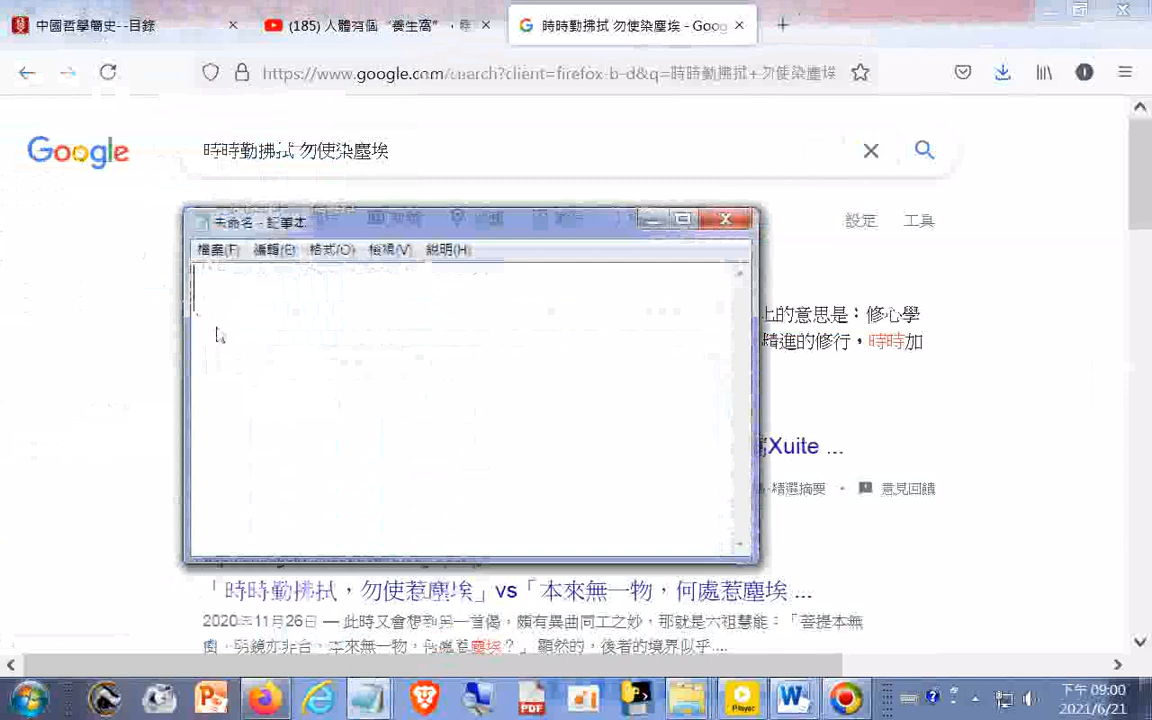 中國哲學簡史--目錄
(185) 人體有個“養生窩”，
時時勤拂拭 勿使染塵埃 - Goog
https://www.google.com/search?client=firefox-b-d&q=時時勤拂拭+勿使染塵埃
Google
時時勤拂拭 勿使染塵埃
設定
工具
未命名 - 記事本
檔案(F) 編輯(E) 格式(O) 檢視(V) 說明(H)
上的意思是：修心學
精進的修行，時時加
Xuite ...
精選摘要 • 意見回饋
「時時勤拂拭，勿使惹塵埃」vs「本來無一物，何處惹塵埃 ...
2020年11月26日 — 此時又會想到另一首偈，頗有異曲同工之妙，那就是六祖慧能：「菩提本無
樹，明鏡亦非台。本來無一物，何處惹塵埃？」顯然的，後者的境界似乎....
PDF
Player
下午 09:00
2021/6/21